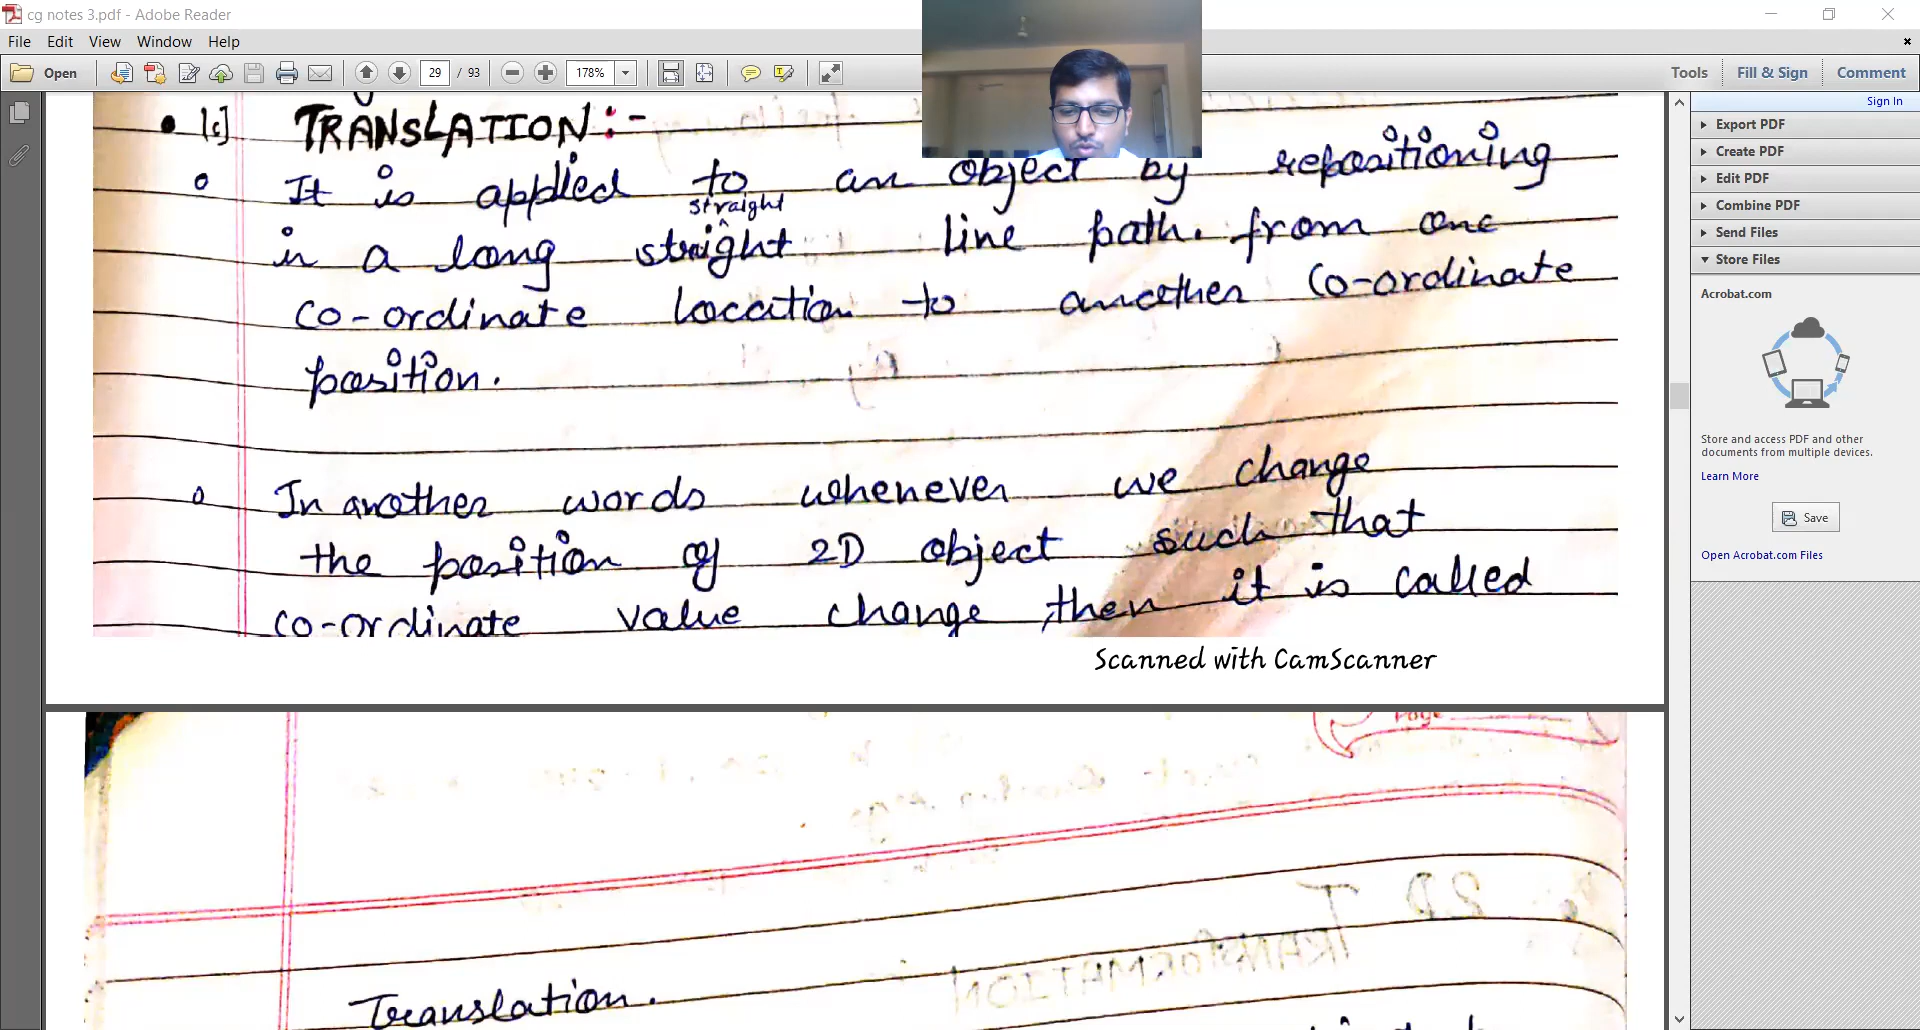 cg notes 3.pdf - Adobe Reader
File Edit View Window Help
Open 29 / 93 178% Tools Fill & Sign Comment
Sign In
Export PDF
Create PDF
Edit PDF
Combine PDF
Send Files
Store Files
Acrobat.com
Store and access PDF and other
documents from multiple devices.
Learn More
Save
Open Acrobat.com Files
[c] TRANSLATION :-
It is applied to an object by repositioning
straight
in a long straight line path. from one
co-ordinate location to another co-ordinate
position.
In another words whenever we change
the position of 2D object such that
co-ordinate value change, then it is called
Scanned with CamScanner
Page
Translation.